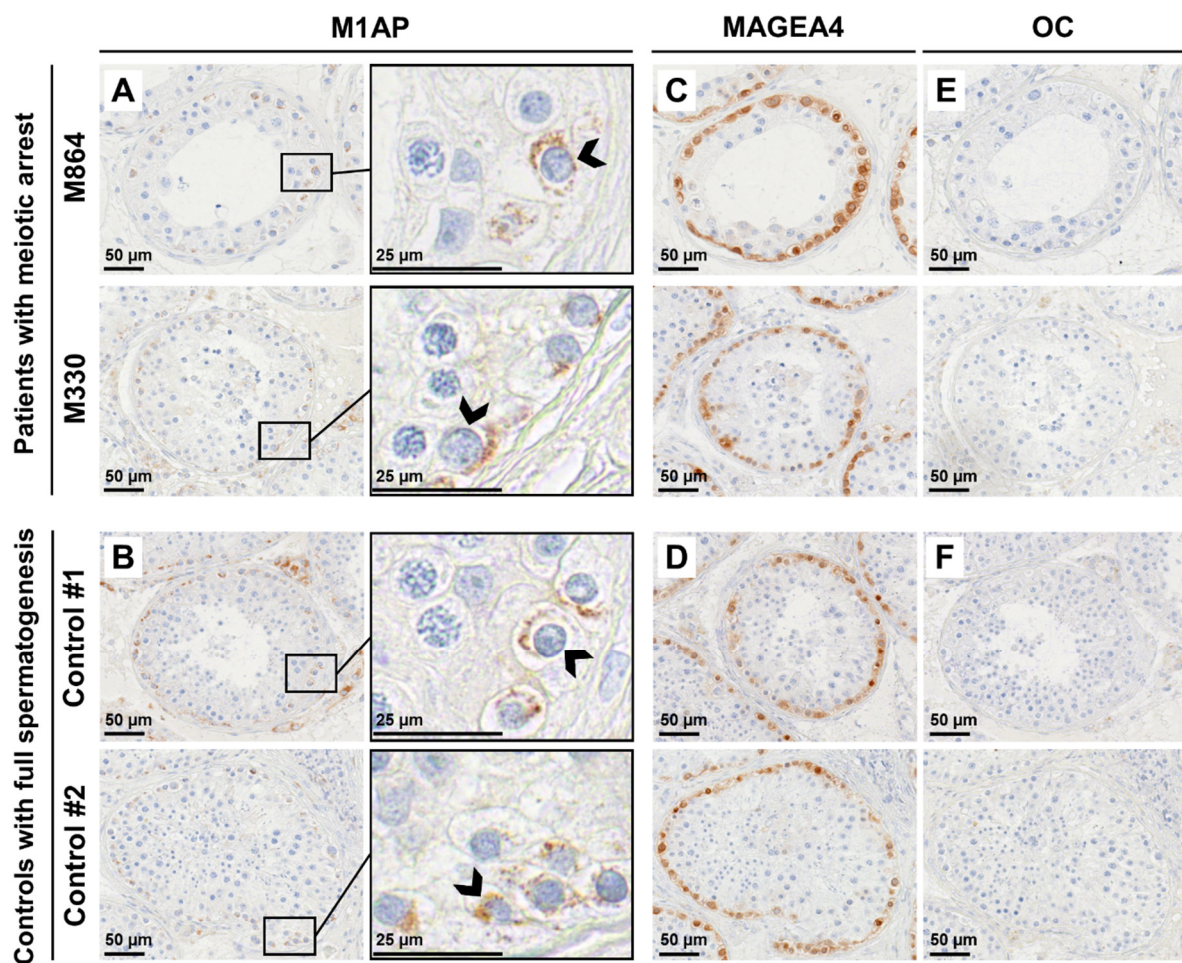 M1AP MAGEA4 OC
Patients with meiotic arrest
M864
A
50 µm
25 µm
C
50 µm
E
50 µm
M330
50 µm
25 µm
50 µm
50 µm
Controls with full spermatogenesis
Control #1
B
50 µm
25 µm
D
50 µm
F
50 µm
Control #2
50 µm
25 µm
50 µm
50 µm